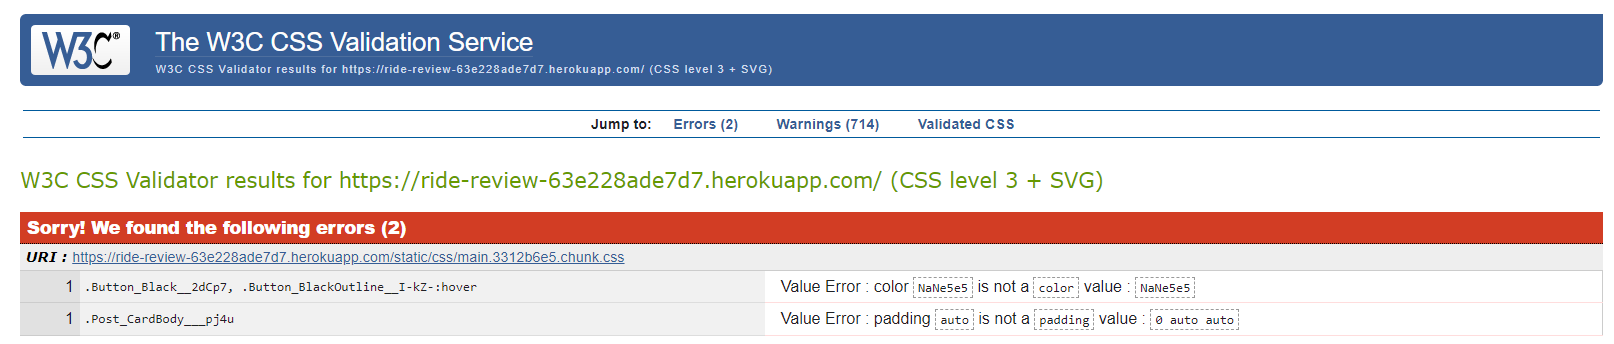 W3C®
The W3C CSS Validation Service
W3C CSS Validator results for https://ride-review-63e228ade7d7.herokuapp.com/ (CSS level 3 + SVG)
Jump to: Errors (2) Warnings (714) Validated CSS
W3C CSS Validator results for https://ride-review-63e228ade7d7.herokuapp.com/ (CSS level 3 + SVG)
Sorry! We found the following errors (2)
URI : https://ride-review-63e228ade7d7.herokuapp.com/static/css/main.3312b6e5.chunk.css
1 .Button_Black__2dCp7, .Button_BlackOutline__I-kZ-:hover Value Error : color NaNe5e5 is not a color value : NaNe5e5
1 .Post_CardBody___pj4u Value Error : padding auto is not a padding value : 0 auto auto